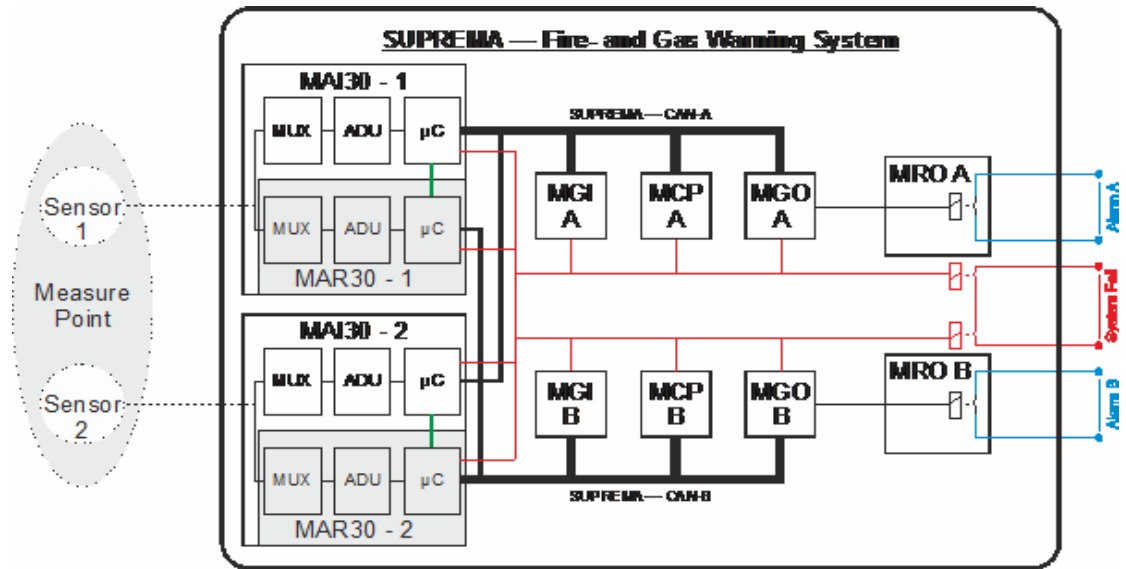 SUPREMA — Fire- and Gas Warning System
MAI30 - 1
MUX
ADU
µC
MUX
ADU
µC
MAR30 - 1
MAI30 - 2
MUX
ADU
µC
MUX
ADU
µC
MAR30 - 2
Sensor
1
Measure
Point
Sensor
2
SUPREMA — CAN-A
MGI
A
MCP
A
MGO
A
MRO A
Alarm A
System Fail
MGI
B
MCP
B
MGO
B
MRO B
Alarm B
SUPREMA — CAN-B